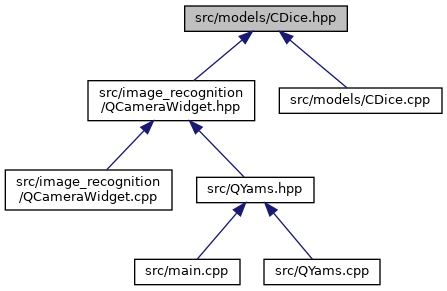 src/models/CDice.hpp
src/image_recognition
/QCameraWidget.hpp
src/models/CDice.cpp
src/image_recognition
/QCameraWidget.cpp
src/QYams.hpp
src/main.cpp
src/QYams.cpp